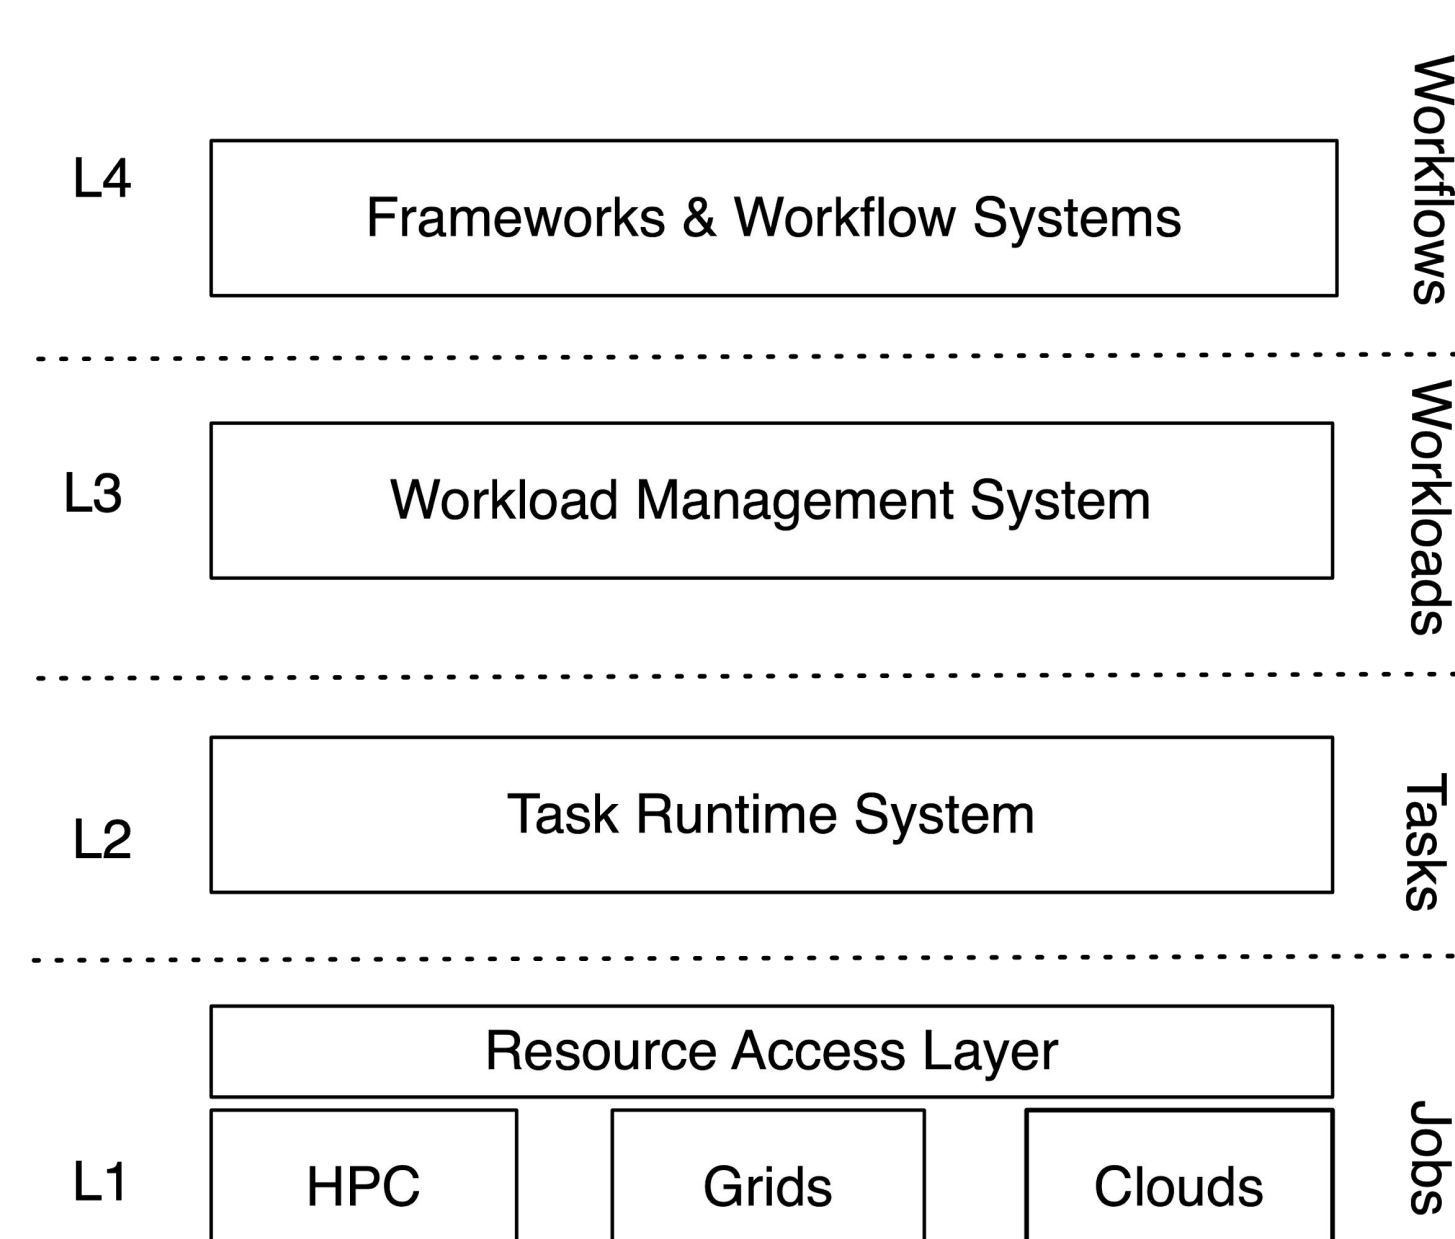 L4
Frameworks & Workflow Systems
Workflows
L3
Workload Management System
Workloads
L2
Task Runtime System
Tasks
Resource Access Layer
L1
HPC
Grids
Clouds
Jobs